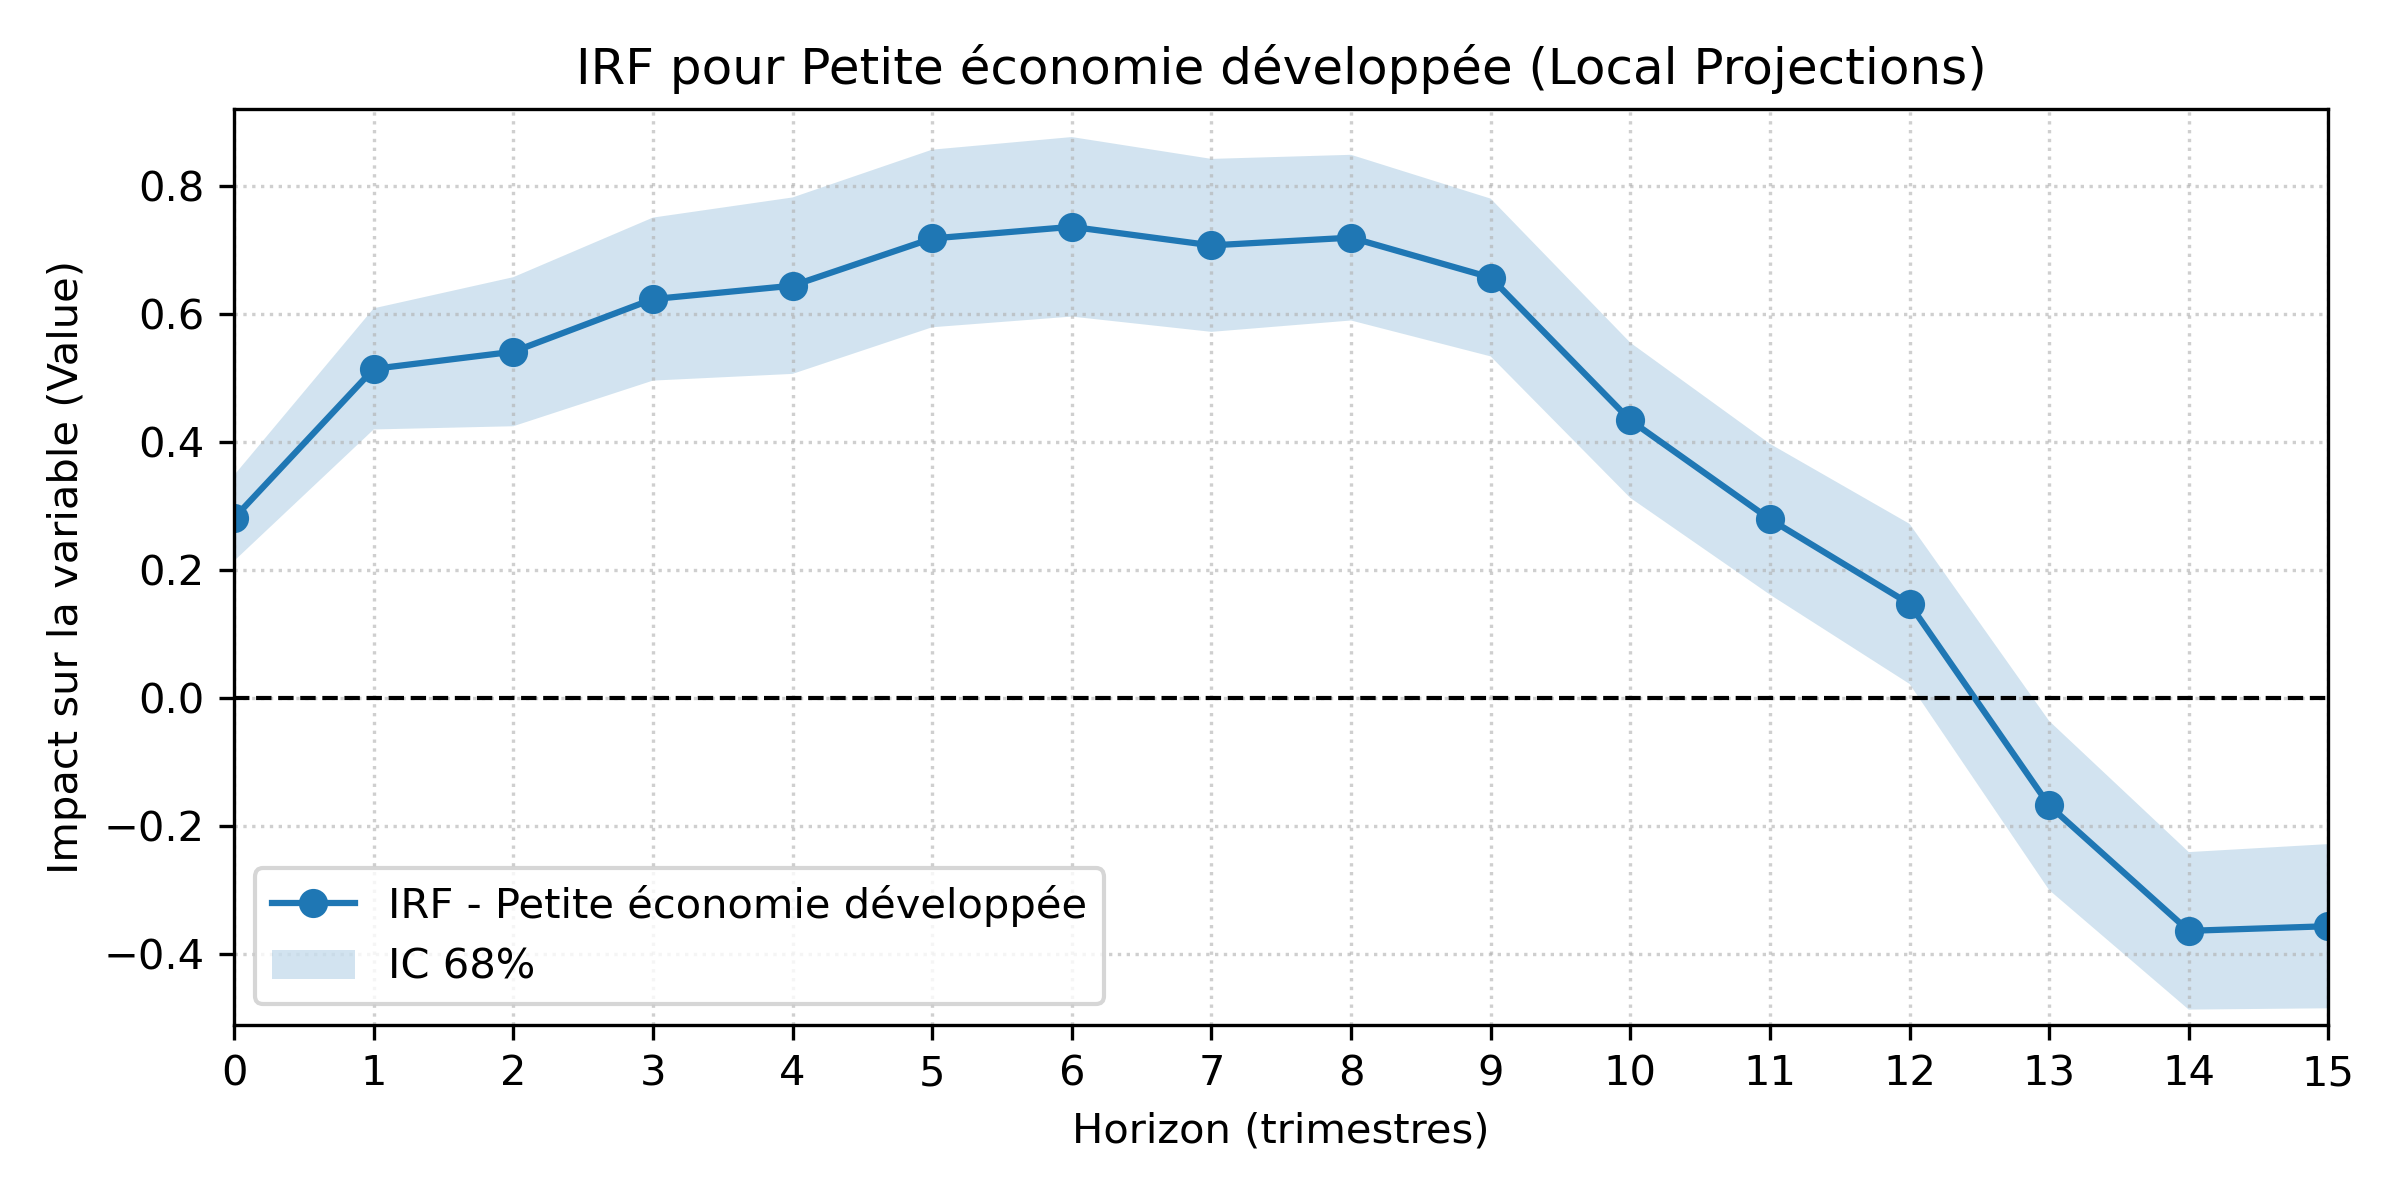 IRF pour Petite économie développée (Local Projections)
Impact sur la variable (Value)
0.8
0.6
0.4
0.2
0.0
−0.2
−0.4
IRF - Petite économie développée
IC 68%
0 1 2 3 4 5 6 7 8 9 10 11 12 13 14 15
Horizon (trimestres)